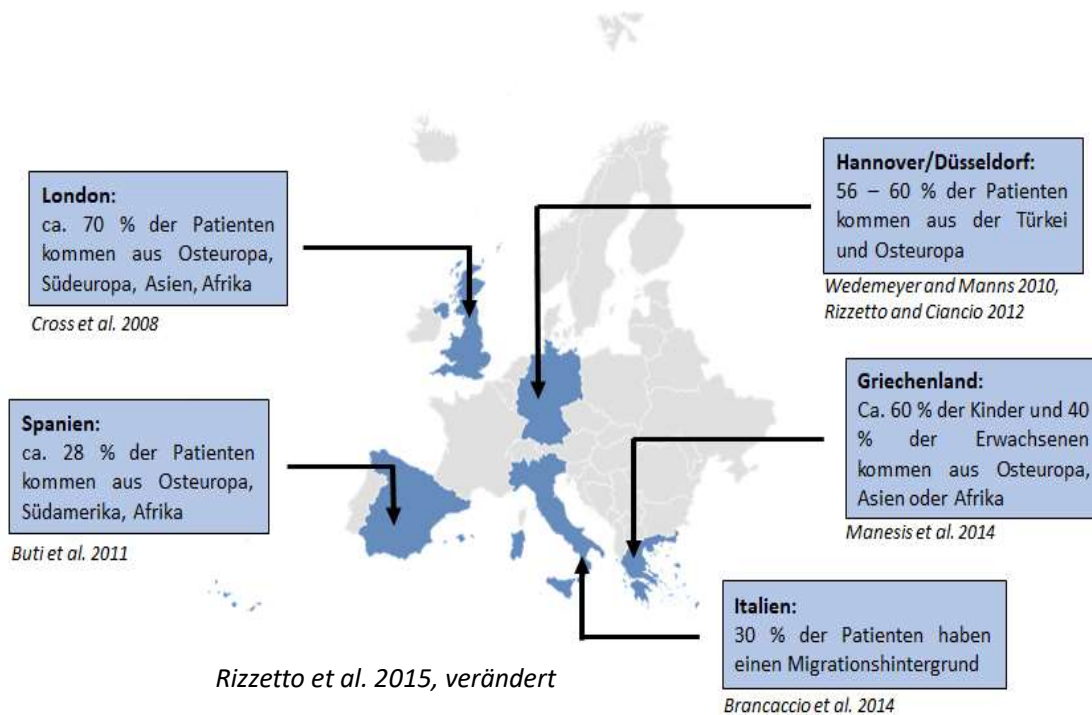 London:
ca. 70 % der Patienten
kommen aus Osteuropa,
Südeuropa, Asien, Afrika
Cross et al. 2008
Hannover/Düsseldorf:
56 – 60 % der Patienten
kommen aus der Türkei
und Osteuropa
Wedemeyer and Manns 2010,
Rizzetto and Ciancio 2012
Spanien:
ca. 28 % der Patienten
kommen aus Osteuropa,
Südamerika, Afrika
Buti et al. 2011
Griechenland:
Ca. 60 % der Kinder und 40
% der Erwachsenen
kommen aus Osteuropa,
Asien oder Afrika
Manesis et al. 2014
Italien:
30 % der Patienten haben
einen Migrationshintergrund
Brancaccio et al. 2014
Rizzetto et al. 2015, verändert